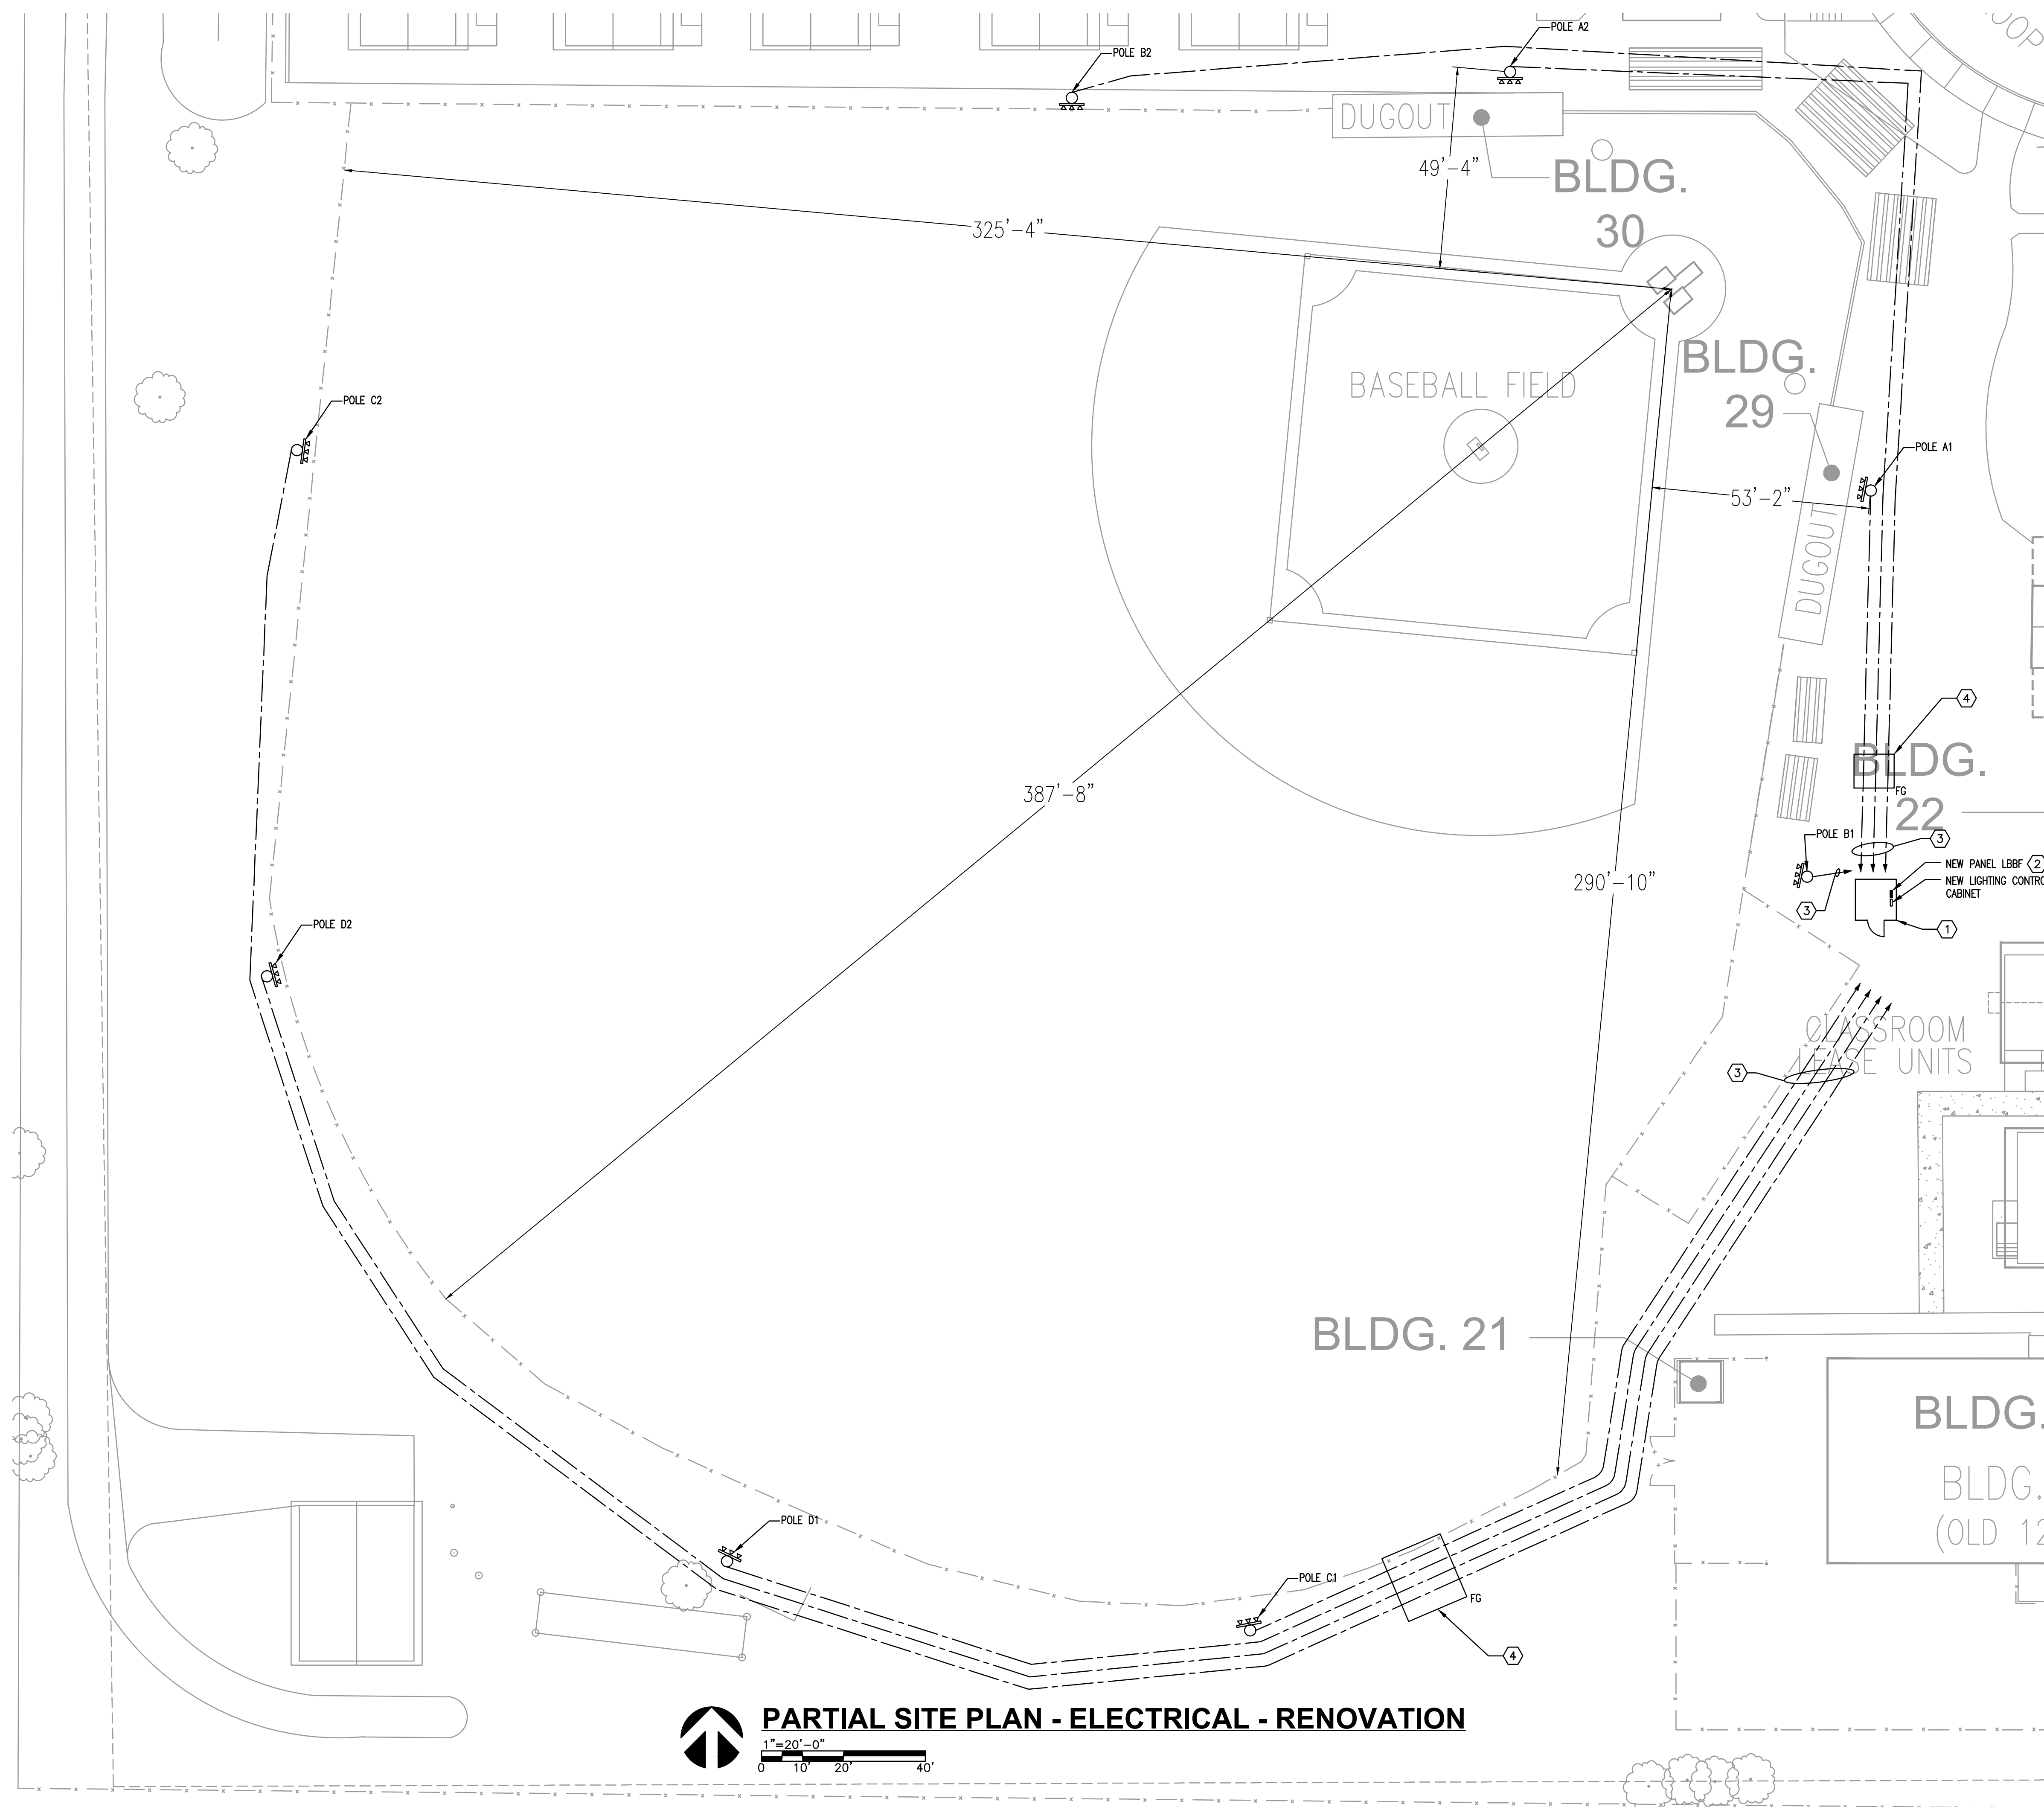 POLE A2
POLE B2
DUGOUT
49'-4"
BLDG.
30
325'-4"
BLDG.
29
BASEBALL FIELD
POLE C2
POLE A1
53'-2"
DUGOUT
4
BLDG.
22
FG
387'-8"
POLE B1
3
NEW PANEL LBBF 2
NEW LIGHTING CONTRO
CABINET
290'-10"
3
1
POLE D2
CLASSROOM
LEASE UNITS
3
BLDG. 21
BLDG.
BLDG.
(OLD 12
POLE D1
POLE C1
FG
4
PARTIAL SITE PLAN - ELECTRICAL - RENOVATION
1"=20'-0"
0 10' 20' 40'